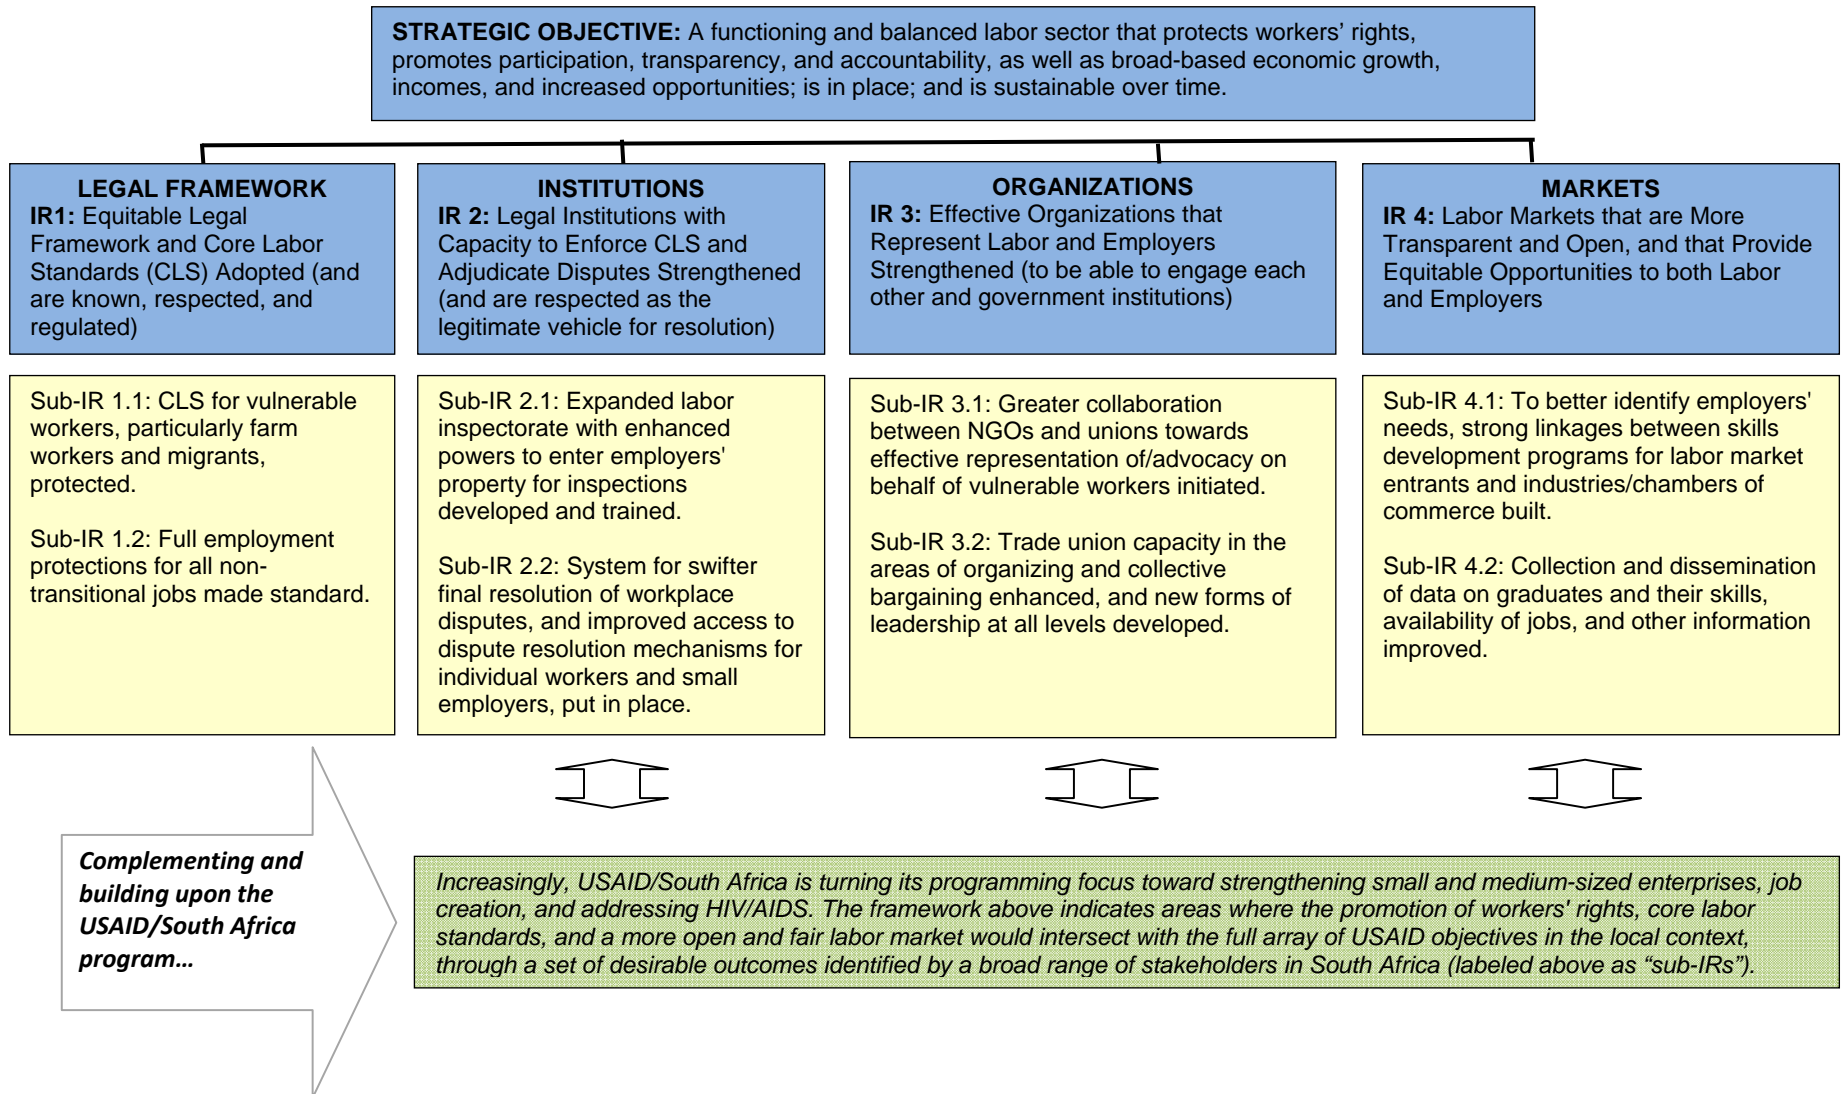 STRATEGIC OBJECTIVE: A functioning and balanced labor sector that protects workers’ rights,
promotes participation, transparency, and accountability, as well as broad-based economic growth,
incomes, and increased opportunities; is in place; and is sustainable over time.
LEGAL FRAMEWORK
IR1: Equitable Legal
Framework and Core Labor
Standards (CLS) Adopted (and
are known, respected, and
regulated)
INSTITUTIONS
IR 2: Legal Institutions with
Capacity to Enforce CLS and
Adjudicate Disputes Strengthened
(and are respected as the
legitimate vehicle for resolution)
ORGANIZATIONS
IR 3: Effective Organizations that
Represent Labor and Employers
Strengthened (to be able to engage each
other and government institutions)
MARKETS
IR 4: Labor Markets that are More
Transparent and Open, and that Provide
Equitable Opportunities to both Labor
and Employers
Sub-IR 1.1: CLS for vulnerable
workers, particularly farm
workers and migrants,
protected.
Sub-IR 1.2: Full employment
protections for all non-
transitional jobs made standard.
Sub-IR 2.1: Expanded labor
inspectorate with enhanced
powers to enter employers'
property for inspections
developed and trained.
Sub-IR 2.2: System for swifter
final resolution of workplace
disputes, and improved access to
dispute resolution mechanisms for
individual workers and small
employers, put in place.
Sub-IR 3.1: Greater collaboration
between NGOs and unions towards
effective representation of/advocacy on
behalf of vulnerable workers initiated.
Sub-IR 3.2: Trade union capacity in the
areas of organizing and collective
bargaining enhanced, and new forms of
leadership at all levels developed.
Sub-IR 4.1: To better identify employers'
needs, strong linkages between skills
development programs for labor market
entrants and industries/chambers of
commerce built.
Sub-IR 4.2: Collection and dissemination
of data on graduates and their skills,
availability of jobs, and other information
improved.
Complementing and
building upon the
USAID/South Africa
program…
Increasingly, USAID/South Africa is turning its programming focus toward strengthening small and medium-sized enterprises, job
creation, and addressing HIV/AIDS. The framework above indicates areas where the promotion of workers' rights, core labor
standards, and a more open and fair labor market would intersect with the full array of USAID objectives in the local context,
through a set of desirable outcomes identified by a broad range of stakeholders in South Africa (labeled above as “sub-IRs”).